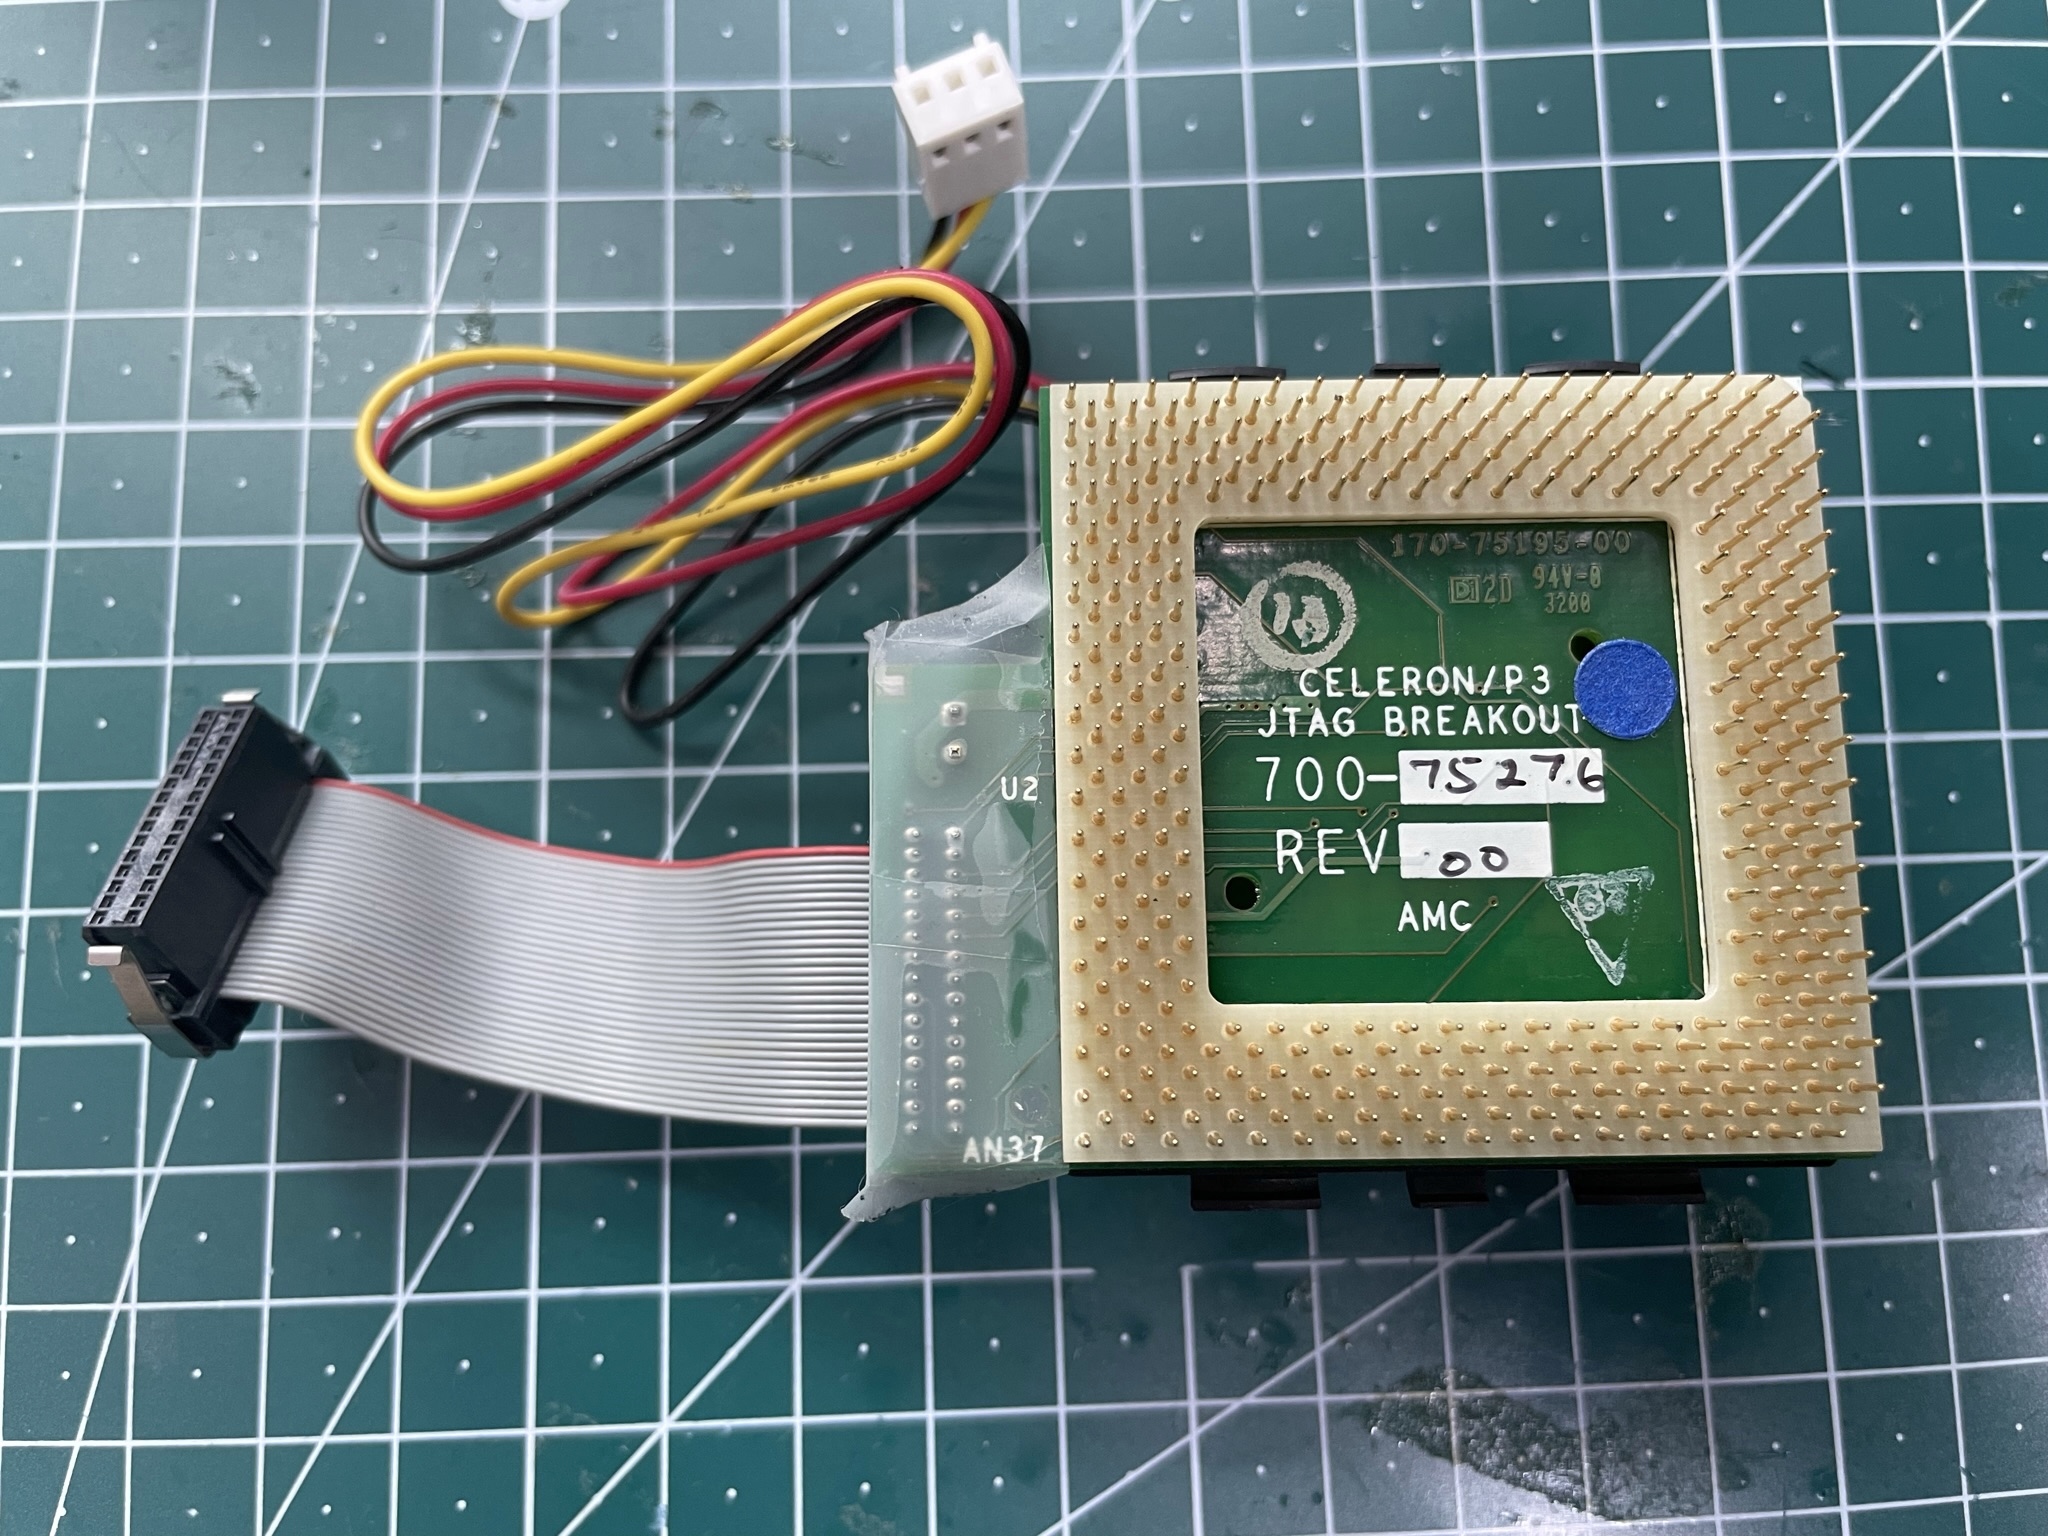 170-75195-00
2D 94V-0
3200
CELERON/P3
JTAG BREAKOUT
700-75276
REV 00
AMC
U2
AN37